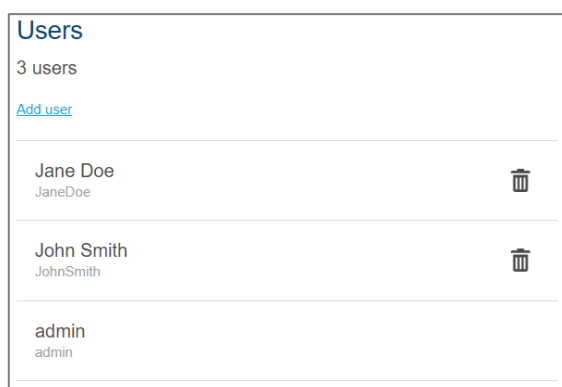 Users
3 users
Add user
Jane Doe
JaneDoe
John Smith
JohnSmith
admin
admin